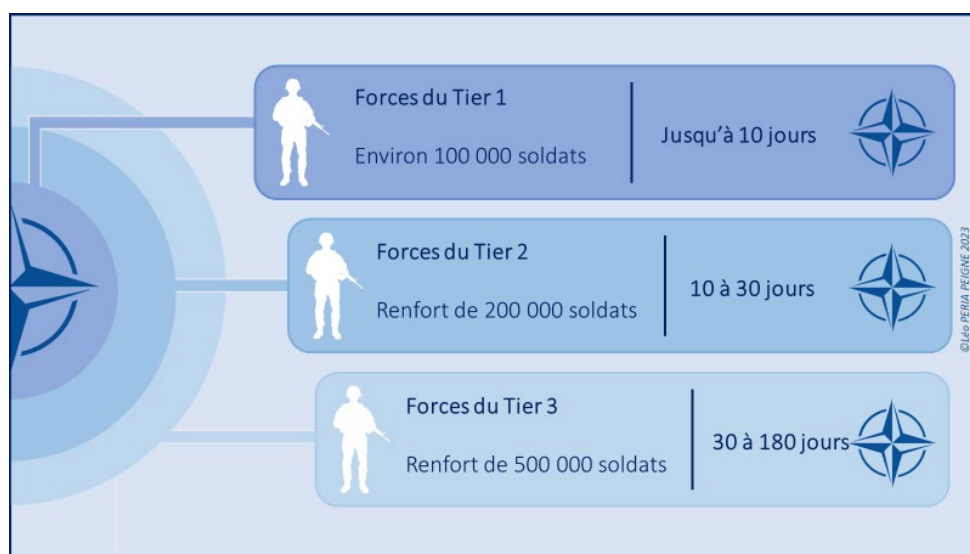 Forces du Tier 1
Environ 100 000 soldats
Jusqu’à 10 jours
Forces du Tier 2
Renfort de 200 000 soldats
10 à 30 jours
Forces du Tier 3
Renfort de 500 000 soldats
30 à 180 jours
©Léo PERIA PEIGNE 2023